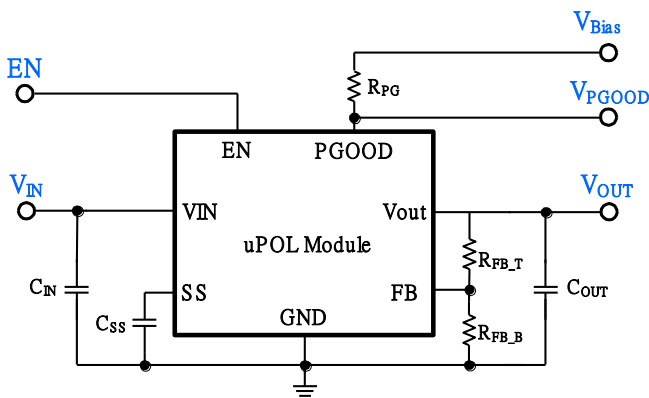 VBias
EN
RPG
VPGOOD
EN
PGOOD
VIN
VIN
Vout
VOUT
uPOL Module
RFB_T
CIN
SS
FB
COUT
CSS
GND
RFB_B